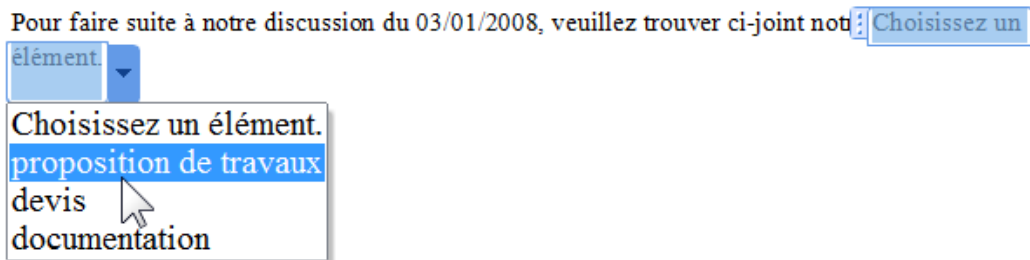 Pour faire suite à notre discussion du 03/01/2008, veuillez trouver ci-joint notr Choisissez un
élément.
Choisissez un élément.
proposition de travaux
devis
documentation